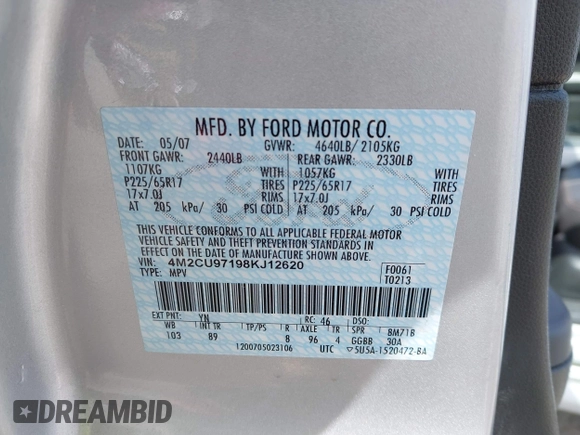 MFD. BY FORD MOTOR CO.
DATE: 05/07 GVWR: 4640LB/ 2105KG
FRONT GAWR: 2440LB REAR GAWR: 2330LB
1107KG WITH 1057KG WITH
P225/65R17 TIRES P225/65R17 TIRES
17x7.0J RIMS 17x7.0J RIMS
AT 205 kPa/ 30 PSI COLD AT 205 kPa/ 30 PSI COLD
THIS VEHICLE CONFORMS TO ALL APPLICABLE FEDERAL MOTOR
VEHICLE SAFETY AND THEFT PREVENTION STANDARDS IN
EFFECT ON THE DATE OF MANUFACTURE SHOWN ABOVE.
VIN: 4M2CU97198KJ12620 F0061
TYPE: MPV T0213
EXT PNT: YN RC: 46 DSO:
WB INT TR TP/PS R AXLE TR SPR 8M71B
103 89 8 96 4 GGBB 30A
1200705023106 UTC 5U5A-1520472-BA
DREAMBID